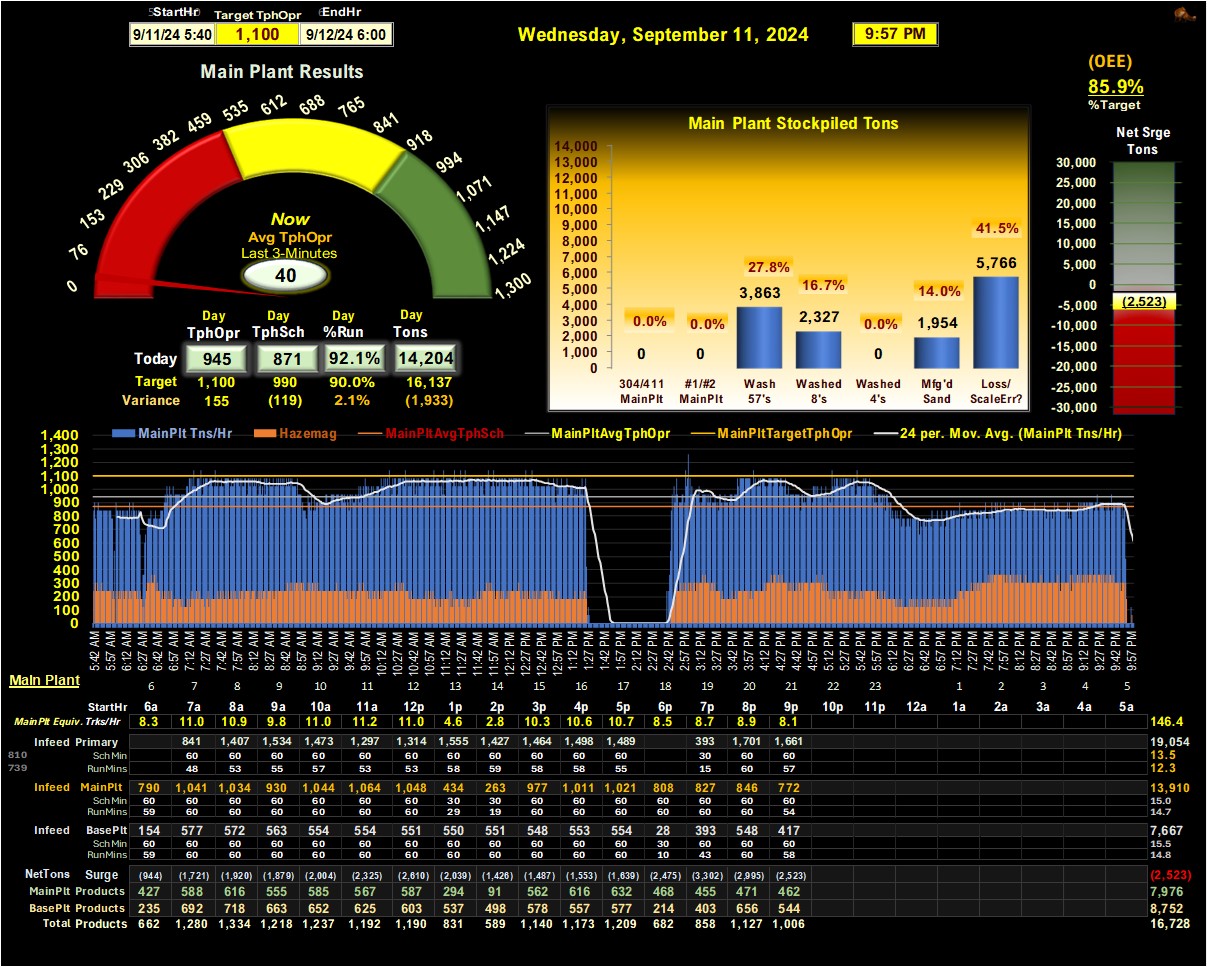 StartHr Target TphOpr EndHr
9/11/24 5:40 1,100 9/12/24 6:00
Wednesday, September 11, 2024
9:57 PM
(OEE)
85.9%
%Target
Main Plant Results
0 76 153 229 306 382 459 535 612 688 765 841 918 994 1,071 1,147 1,224 1,300
Now
Avg TphOpr
Last 3-Minutes
40
Day Day Day Day
TphOpr TphSch %Run Tons
Today 945 871 92.1% 14,204
Target 1,100 990 90.0% 16,137
Variance 155 (119) 2.1% (1,933)
Main Plant Stockpiled Tons
14,000
13,000
12,000
11,000
10,000
9,000
8,000
7,000
6,000
5,000
4,000
3,000
2,000
1,000
0
0.0% 0.0% 27.8% 16.7% 0.0% 14.0% 41.5%
0 0 3,863 2,327 0 1,954 5,766
304/411 #1/#2 Wash Washed Washed Mfg'd Loss/
MainPlt MainPlt 57's 8's 4's Sand ScaleErr?
Net Srge
Tons
30,000
25,000
20,000
15,000
10,000
5,000
0
-5,000
-10,000
-15,000
-20,000
-25,000
-30,000
(2,523)
MainPlt Tns/Hr Hazemag MainPltAvgTphSch MainPltAvgTphOpr MainPltTargetTphOpr 24 per. Mov. Avg. (MainPlt Tns/Hr)
1,400
1,300
1,200
1,100
1,000
900
800
700
600
500
400
300
200
100
0
5:42 AM 5:57 AM 6:12 AM 6:27 AM 6:42 AM 6:57 AM 7:12 AM 7:27 AM 7:42 AM 7:57 AM 8:12 AM 8:27 AM 8:42 AM 8:57 AM 9:12 AM 9:27 AM 9:42 AM 9:57 AM 10:12 AM 10:27 AM 10:42 AM 10:57 AM 11:12 AM 11:27 AM 11:42 AM 11:57 AM 12:12 PM 12:27 PM 12:42 PM 12:57 PM 1:12 PM 1:27 PM 1:42 PM 1:57 PM 2:12 PM 2:27 PM 2:42 PM 2:57 PM 3:12 PM 3:27 PM 3:42 PM 3:57 PM 4:12 PM 4:27 PM 4:42 PM 4:57 PM 5:12 PM 5:27 PM 5:42 PM 5:57 PM 6:12 PM 6:27 PM 6:42 PM 6:57 PM 7:12 PM 7:27 PM 7:42 PM 7:57 PM 8:12 PM 8:27 PM 8:42 PM 8:57 PM 9:12 PM 9:27 PM 9:42 PM 9:57 PM
Main Plant 6 7 8 9 10 11 12 13 14 15 16 17 18 19 20 21 22 23 1 2 3 4 5
StartHr 6a 7a 8a 9a 10a 11a 12p 1p 2p 3p 4p 5p 6p 7p 8p 9p 10p 11p 12a 1a 2a 3a 4a 5a
MainPlt Equiv. Trks/Hr 8.3 11.0 10.9 9.8 11.0 11.2 11.0 4.6 2.8 10.3 10.6 10.7 8.5 8.7 8.9 8.1 146.4
Infeed Primary 841 1,407 1,534 1,473 1,297 1,314 1,555 1,427 1,464 1,498 1,489 393 1,701 1,661 19,054
810 Sch Min 60 60 60 60 60 60 60 60 60 60 60 30 60 60 13.5
739 RunMins 48 53 55 57 53 53 58 59 58 58 55 15 60 57 12.3
Infeed MainPlt 790 1,041 1,034 930 1,044 1,064 1,048 434 263 977 1,011 1,021 808 827 846 772 13,910
Sch Min 60 60 60 60 60 60 60 30 30 60 60 60 60 60 60 60 15.0
RunMins 59 60 60 60 60 60 60 29 19 60 60 60 60 60 60 54 14.7
Infeed BasePlt 154 577 572 563 554 554 551 550 551 548 553 554 28 393 548 417 7,667
Sch Min 60 60 60 60 60 60 60 60 60 60 60 60 30 60 60 60 15.5
RunMins 59 60 60 60 60 60 60 60 60 60 60 60 10 43 60 58 14.8
NetTons Surge (944) (1,721) (1,920) (1,879) (2,004) (2,325) (2,610) (2,039) (1,426) (1,487) (1,553) (1,639) (2,475) (3,302) (2,995) (2,523) (2,523)
MainPlt Products 427 588 616 555 585 567 587 294 91 562 616 632 468 455 471 462 7,976
BasePlt Products 235 692 718 663 652 625 603 537 498 578 557 577 214 403 656 544 8,752
Total Products 662 1,280 1,334 1,218 1,237 1,192 1,190 831 589 1,140 1,173 1,209 682 858 1,127 1,006 16,728